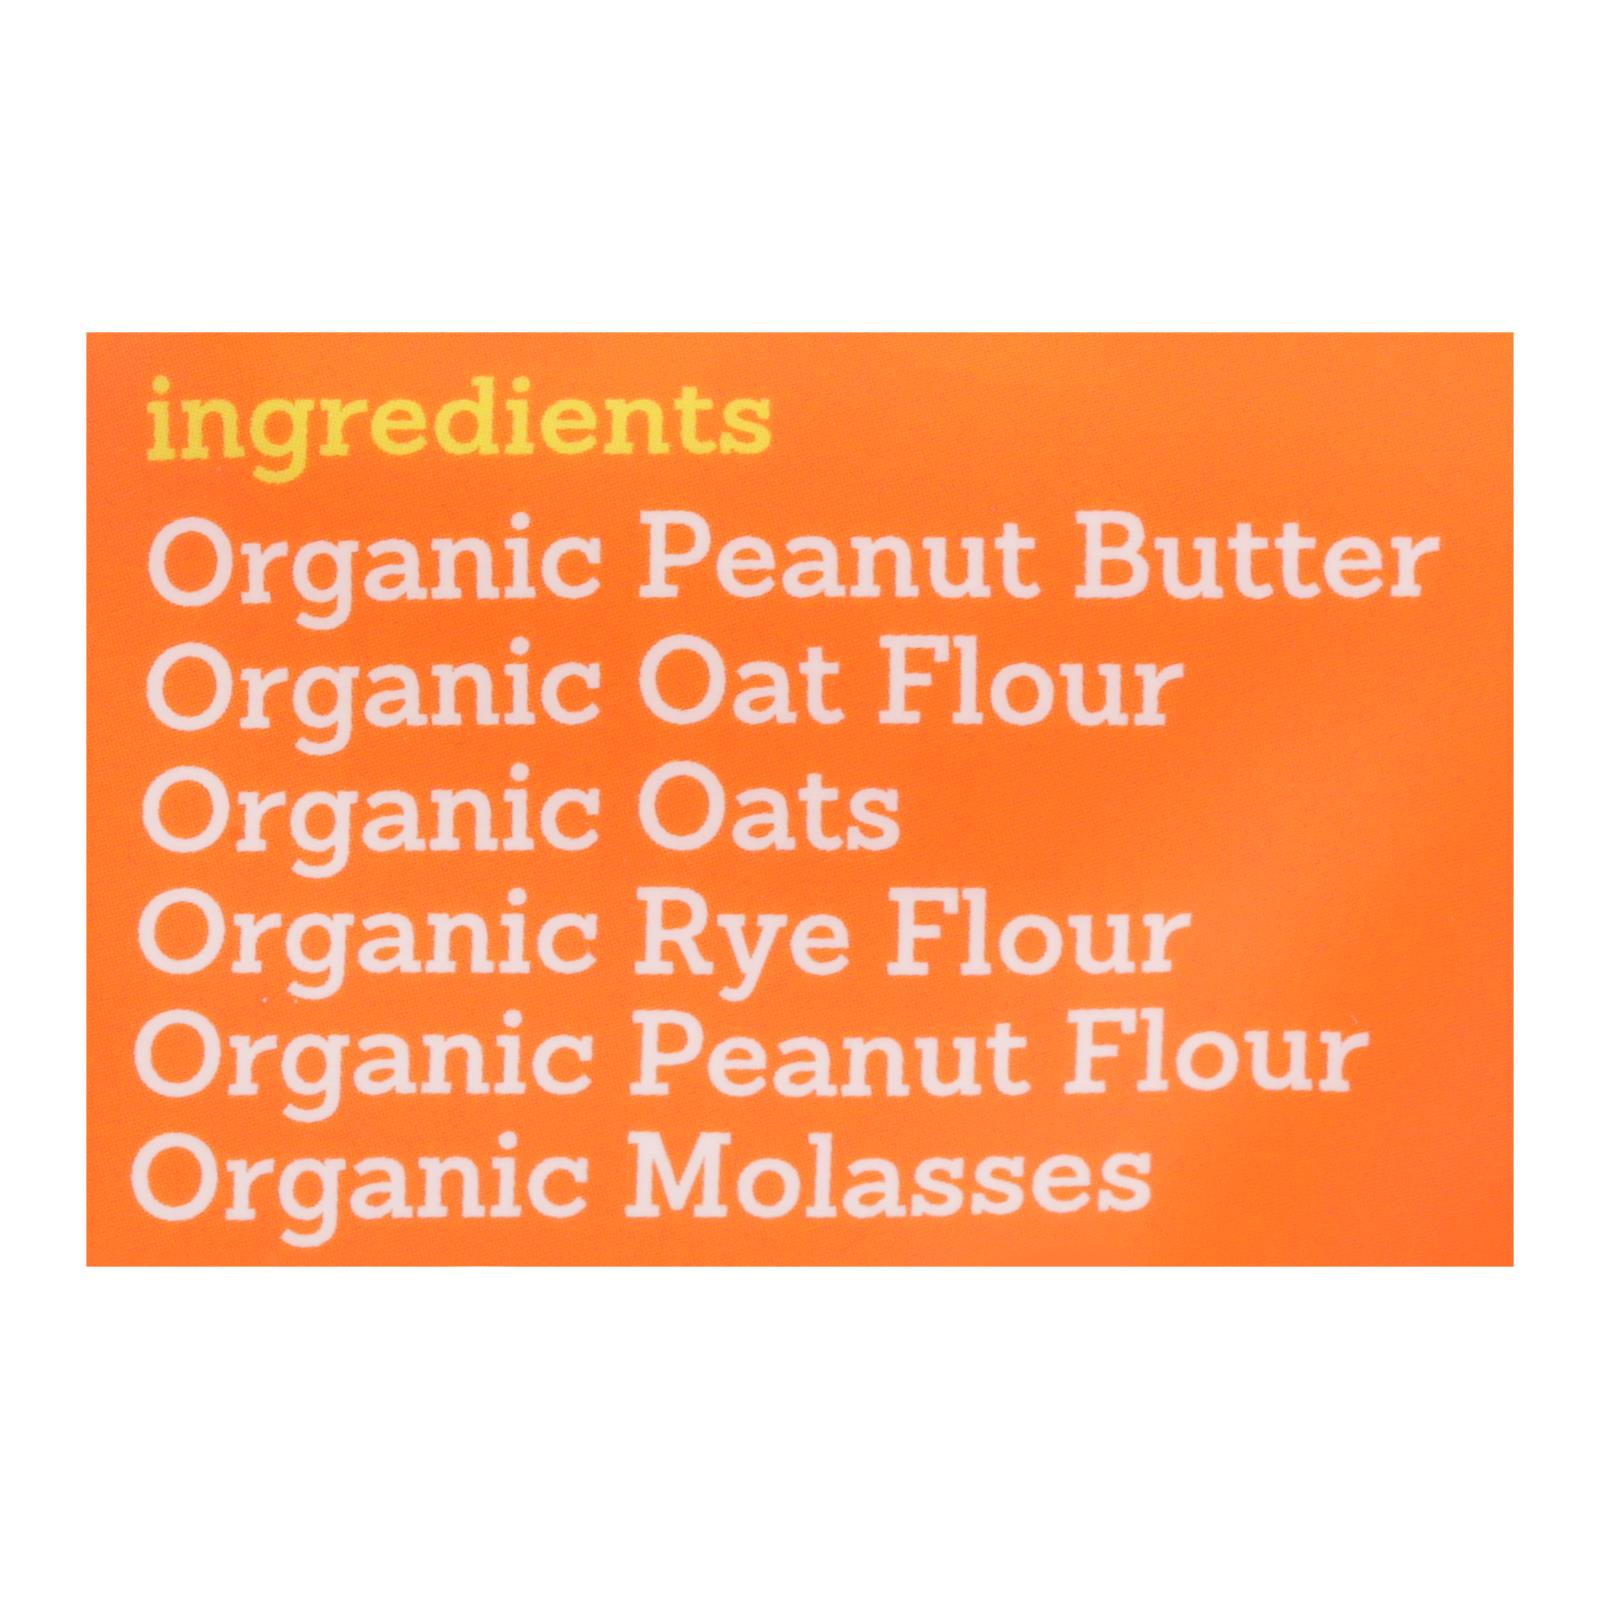 ingredients
Organic Peanut Butter
Organic Oat Flour
Organic Oats
Organic Rye Flour
Organic Peanut Flour
Organic Molasses